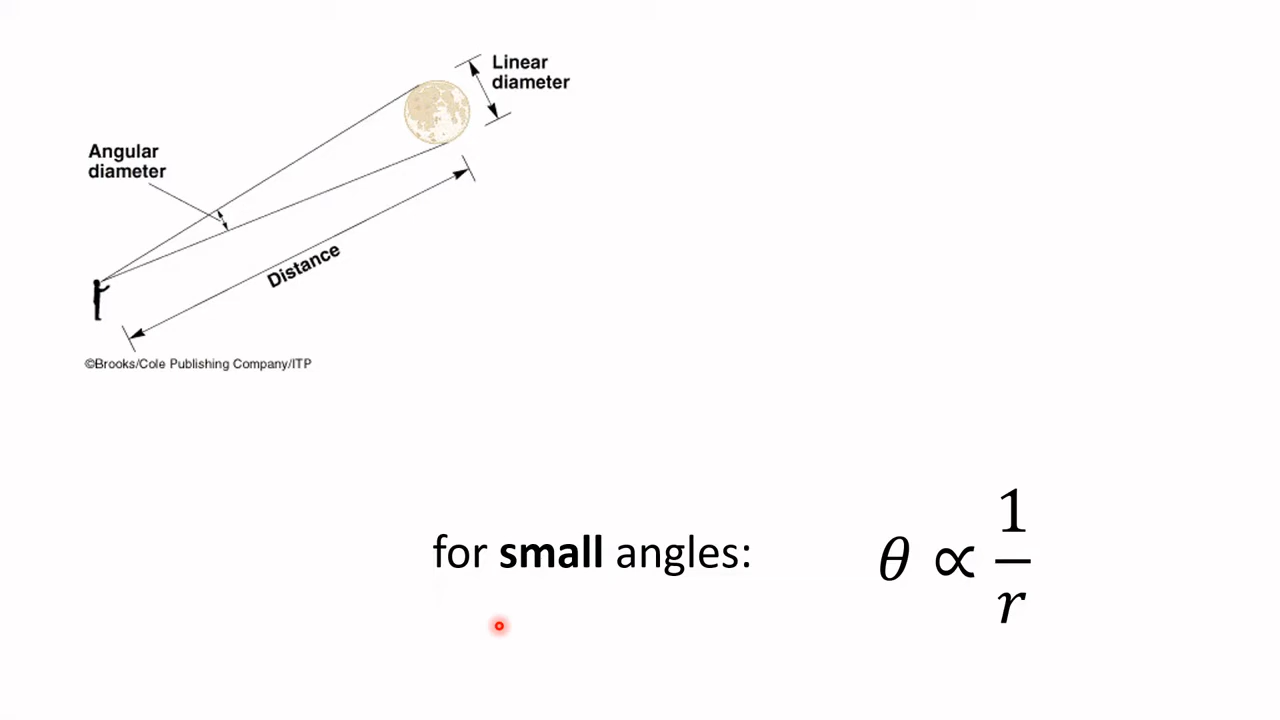 Linear
diameter
Angular
diameter
Distance
©Brooks/Cole Publishing Company/ITP
for small angles:
θ ∝ 1/r